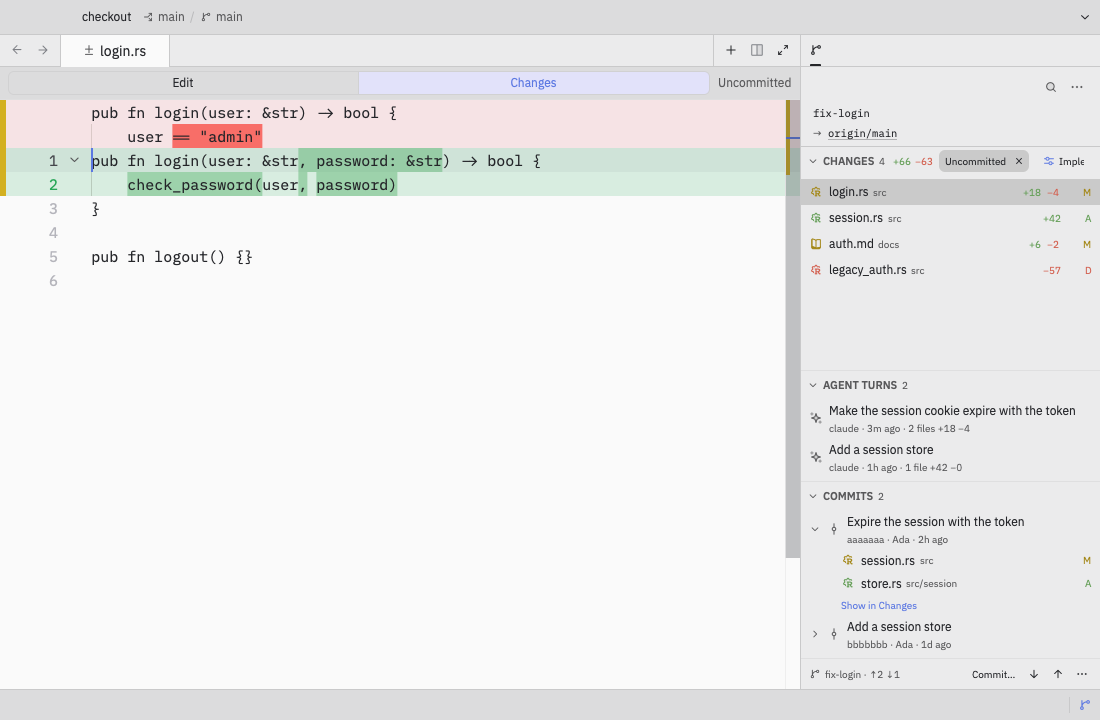 checkout main / main
login.rs
Edit Changes Uncommitted
pub fn login(user: &str) -> bool {
user == "admin"
1 pub fn login(user: &str, password: &str) -> bool {
2 check_password(user, password)
3 }
4
5 pub fn logout() {}
6
fix-login
→ origin/main
CHANGES 4 +66 −63 Uncommitted × Imple
login.rs src +18 −4 M
session.rs src +42 A
auth.md docs +6 −2 M
legacy_auth.rs src −57 D
AGENT TURNS 2
Make the session cookie expire with the token
claude · 3m ago · 2 files +18 −4
Add a session store
claude · 1h ago · 1 file +42 −0
COMMITS 2
Expire the session with the token
aaaaaaa · Ada · 2h ago
session.rs src M
store.rs src/session A
Show in Changes
Add a session store
bbbbbbb · Ada · 1d ago
fix-login · ↑2 ↓1 Commit...